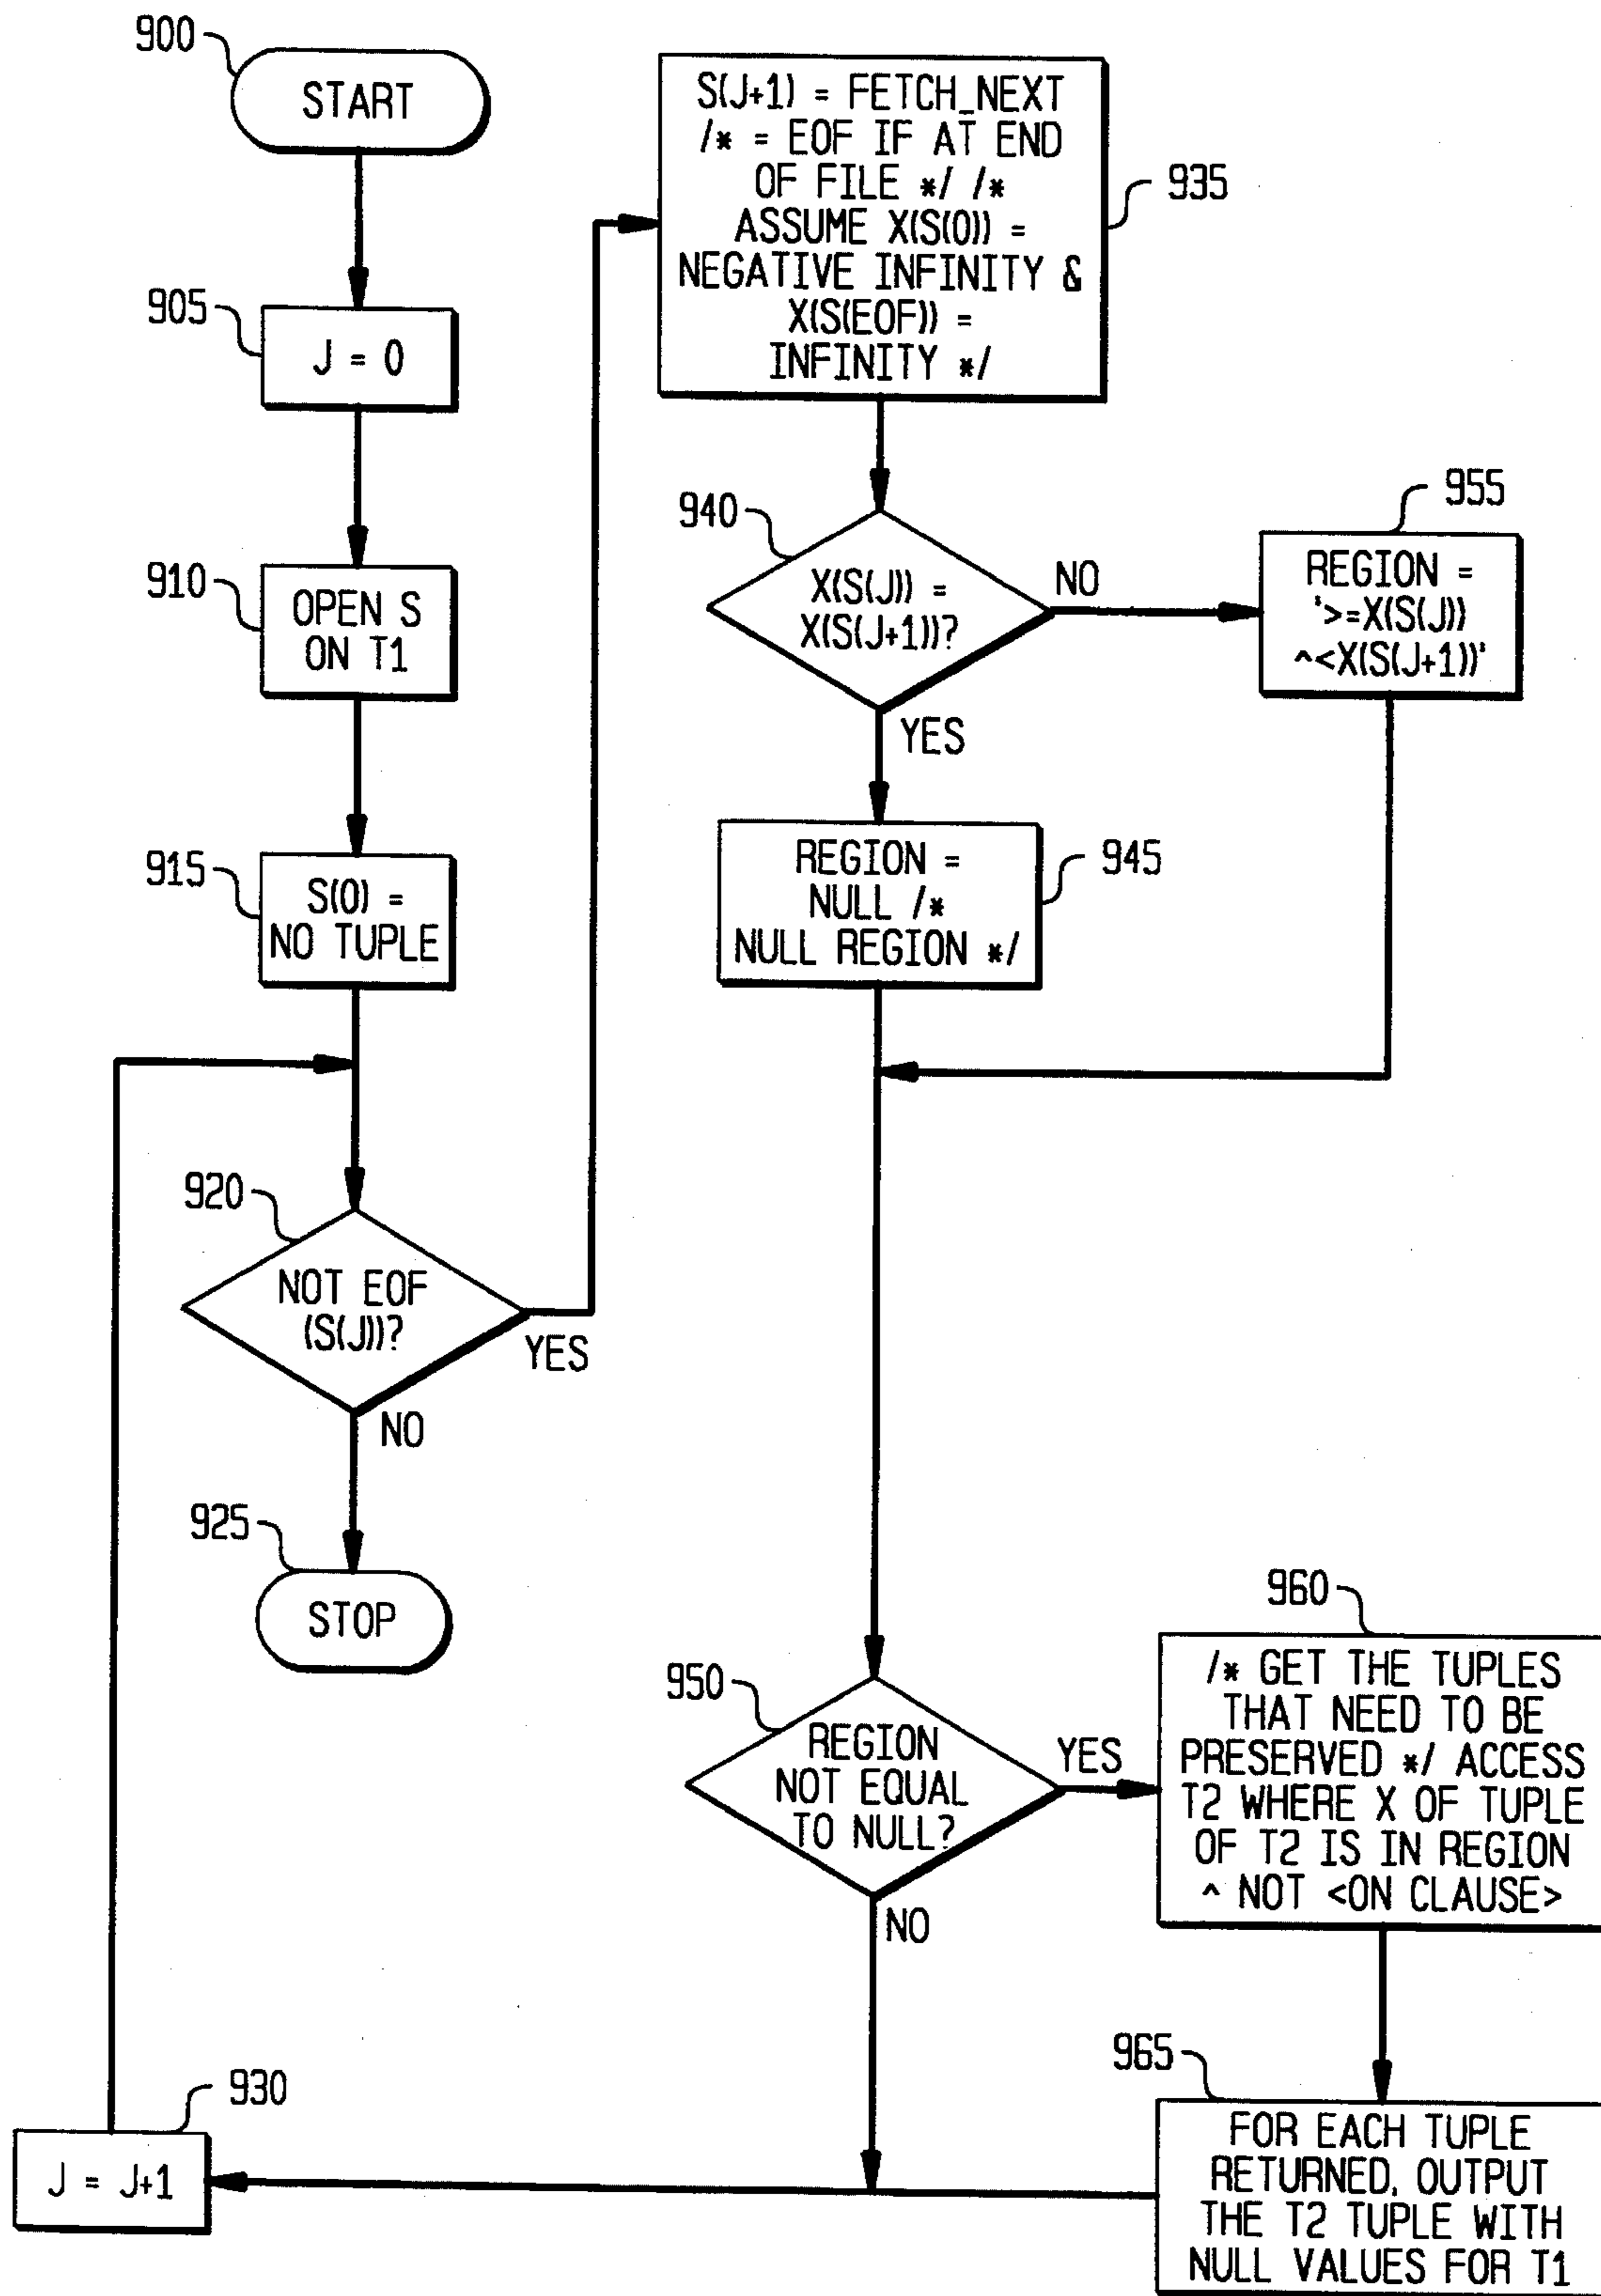 900
START
905
J = 0
910
OPEN S
ON T1
915
S(0) =
NO TUPLE
920
NOT EOF
(S(J))?
YES
NO
925
STOP
930
J = J+1
S(J+1) = FETCH_NEXT
/* = EOF IF AT END
OF FILE */ /*
ASSUME X(S(0)) =
NEGATIVE INFINITY &
X(S(EOF)) =
INFINITY */
935
940
X(S(J)) =
X(S(J+1))?
NO
YES
955
REGION =
'>=X(S(J))
^<X(S(J+1))'
REGION =
NULL /*
NULL REGION */
945
950
REGION
NOT EQUAL
TO NULL?
YES
NO
960
/* GET THE TUPLES
THAT NEED TO BE
PRESERVED */ ACCESS
T2 WHERE X OF TUPLE
OF T2 IS IN REGION
^ NOT <ON CLAUSE>
965
FOR EACH TUPLE
RETURNED, OUTPUT
THE T2 TUPLE WITH
NULL VALUES FOR T1